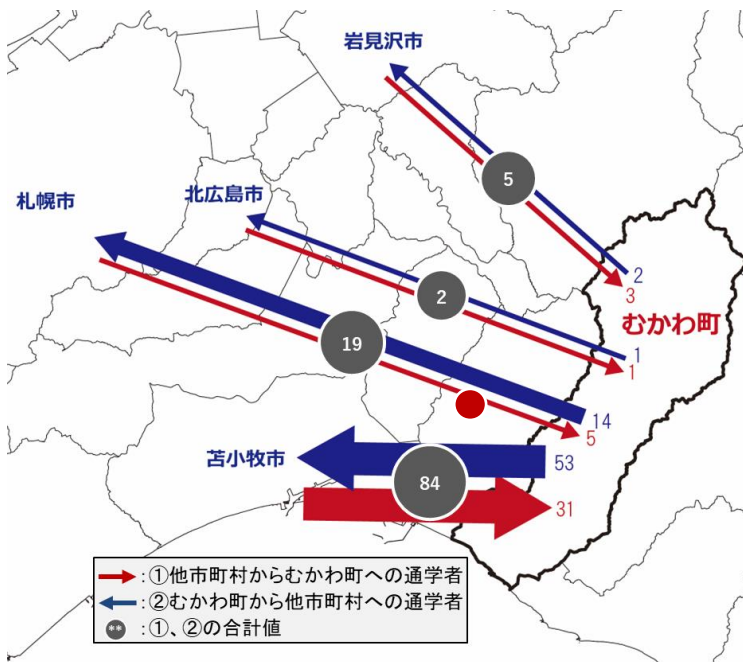 岩見沢市
5
北広島市
札幌市
2
3
2
むかわ町
19
1
1
14
5
苫小牧市
53
84
31
:①他市町村からむかわ町への通学者
:②むかわ町から他市町村への通学者
** :①、②の合計値